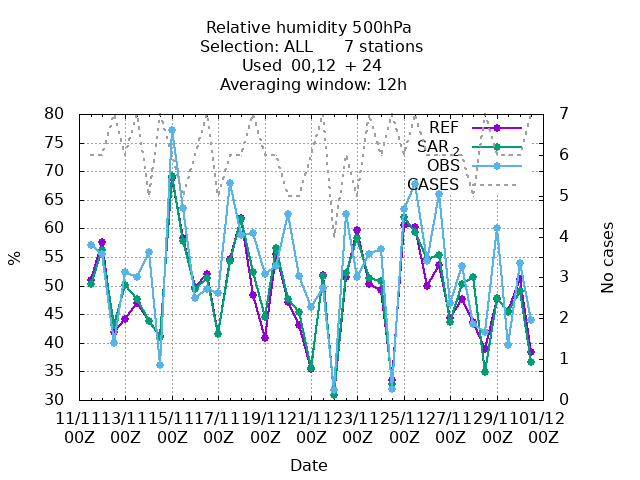 Relative humidity 500hPa
Selection: ALL 7 stations
Used 00,12 + 24
Averaging window: 12h
80 7
REF
75
SAR 2
70 6
OBS
65
CASES
60 5
55 4
50 3
45 2
40
35 1
30 0
%
No cases
11/11 13/11 15/11 17/11 19/11 21/11 23/11 25/11 27/11 29/11 01/12
00Z 00Z 00Z 00Z 00Z 00Z 00Z 00Z 00Z 00Z 00Z
Date